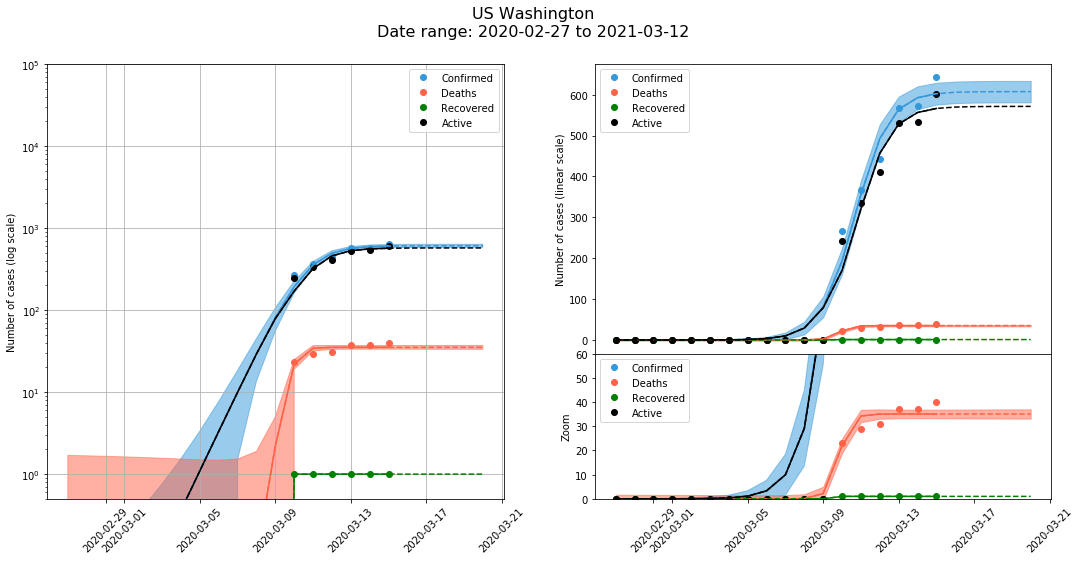 US Washington
Date range: 2020-02-27 to 2021-03-12
Number of cases (log scale)
10^5
10^4
10^3
10^2
10^1
10^0
Confirmed
Deaths
Recovered
Active
2020-02-29
2020-03-01
2020-03-05
2020-03-09
2020-03-13
2020-03-17
2020-03-21
Number of cases (linear scale)
600
500
400
300
200
100
0
Confirmed
Deaths
Recovered
Active
Zoom
60
50
40
30
20
10
0
Confirmed
Deaths
Recovered
Active
2020-02-29
2020-03-01
2020-03-05
2020-03-09
2020-03-13
2020-03-17
2020-03-21